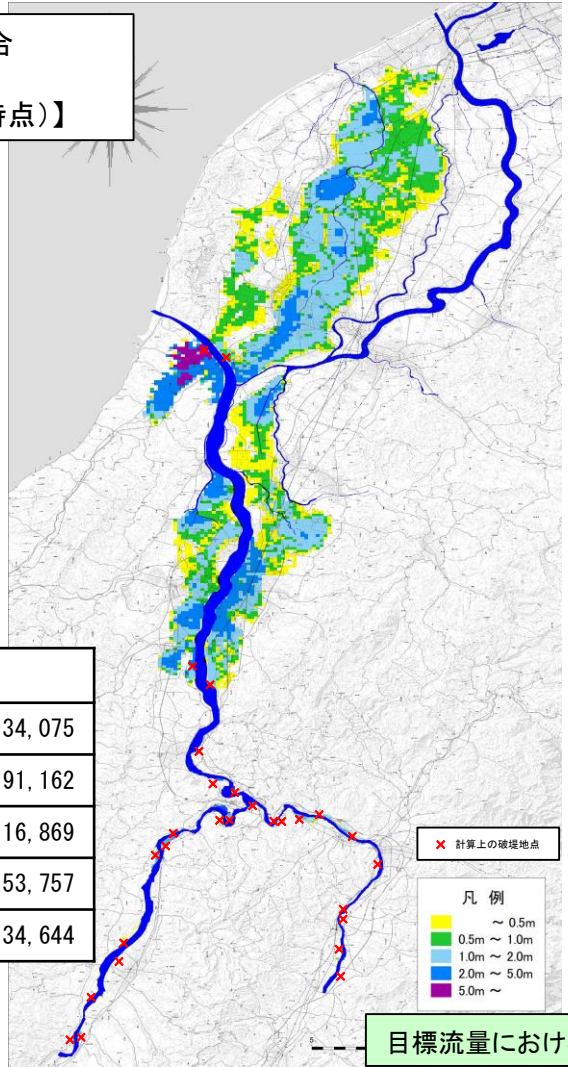 合
特点)】
34,075
91,162
16,869
53,757
34,644
× 計算上の破堤地点
凡 例
～ 0.5m
0.5m ～ 1.0m
1.0m ～ 2.0m
2.0m ～ 5.0m
5.0m ～
5
目標流量におけ